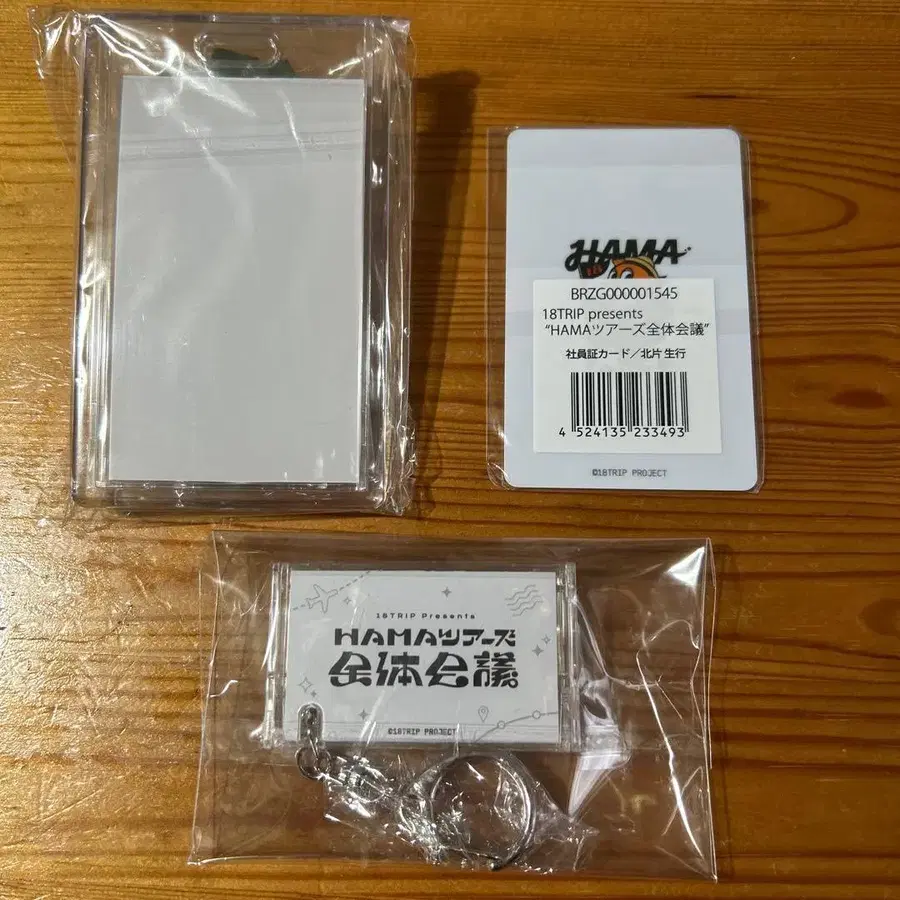 HAMA
18
BRZG000001545
18TRIP presents
“HAMAツアーズ全体会議”
社員証カード／北片 生行
4 524135 233493
©18TRIP PROJECT
18TRIP Presents
HAMAツアーズ
全体会議
©18TRIP PROJECT